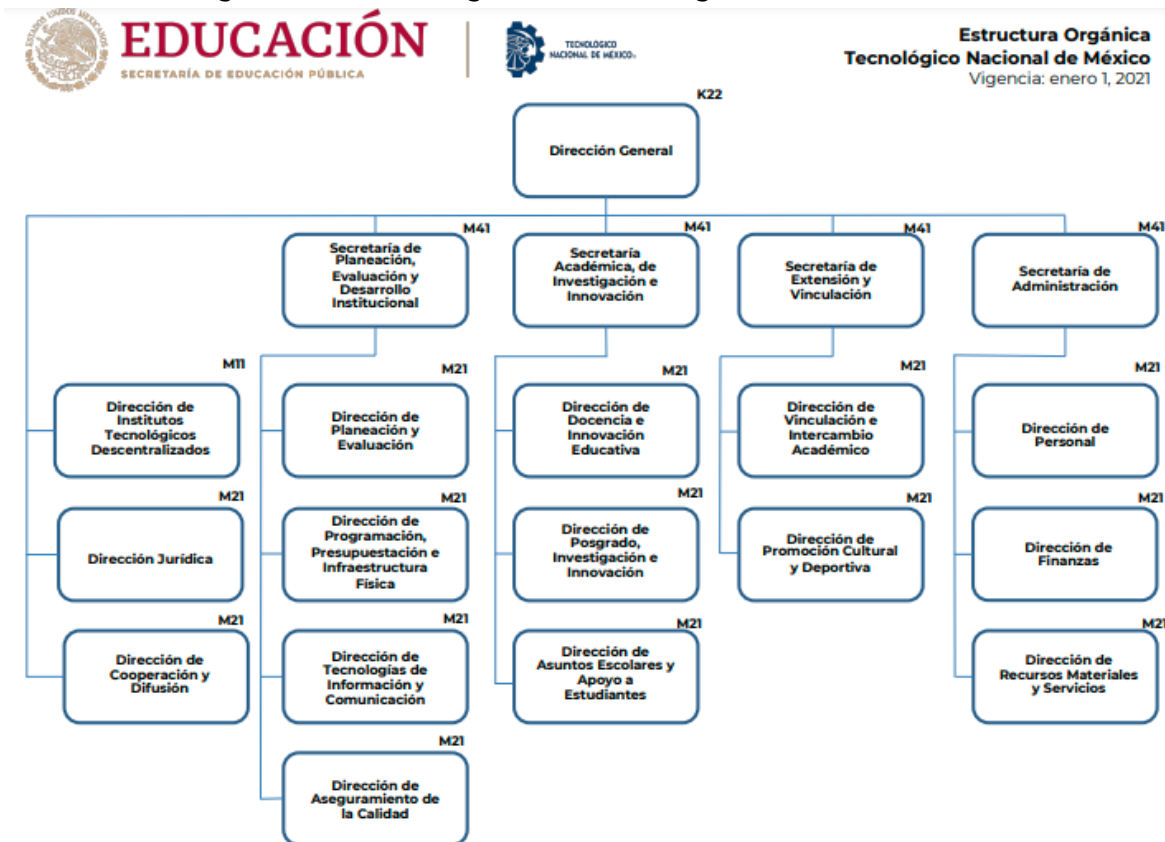 EDUCACIÓN
SECRETARÍA DE EDUCACIÓN PÚBLICA
ESTADOS UNIDOS MEXICANOS
TECNOLOGICO
NACIONAL DE MEXICO
Estructura Orgánica
Tecnológico Nacional de México
Vigencia: enero 1, 2021
K22
Dirección General
M41
Secretaría de
Planeación,
Evaluación y
Desarrollo
Institucional
M41
Secretaría
Académica, de
Investigación e
Innovación
M41
Secretaría de
Extensión y
Vinculación
M41
Secretaría de
Administración
M11
Dirección de
Institutos
Tecnológicos
Descentralizados
M21
Dirección de
Planeación y
Evaluación
M21
Dirección de
Docencia e
Innovación
Educativa
M21
Dirección de
Vinculación e
Intercambio
Académico
M21
Dirección de
Personal
M21
Dirección Jurídica
M21
Dirección de
Programación,
Presupuestación e
Infraestructura
Física
M21
Dirección de
Posgrado,
Investigación e
Innovación
M21
Dirección de
Promoción Cultural
y Deportiva
M21
Dirección de
Finanzas
M21
Dirección de
Cooperación y
Difusión
M21
Dirección de
Tecnologías de
Información y
Comunicación
M21
Dirección de
Asuntos Escolares y
Apoyo a
Estudiantes
M21
Dirección de
Recursos Materiales
y Servicios
M21
Dirección de
Aseguramiento de
la Calidad